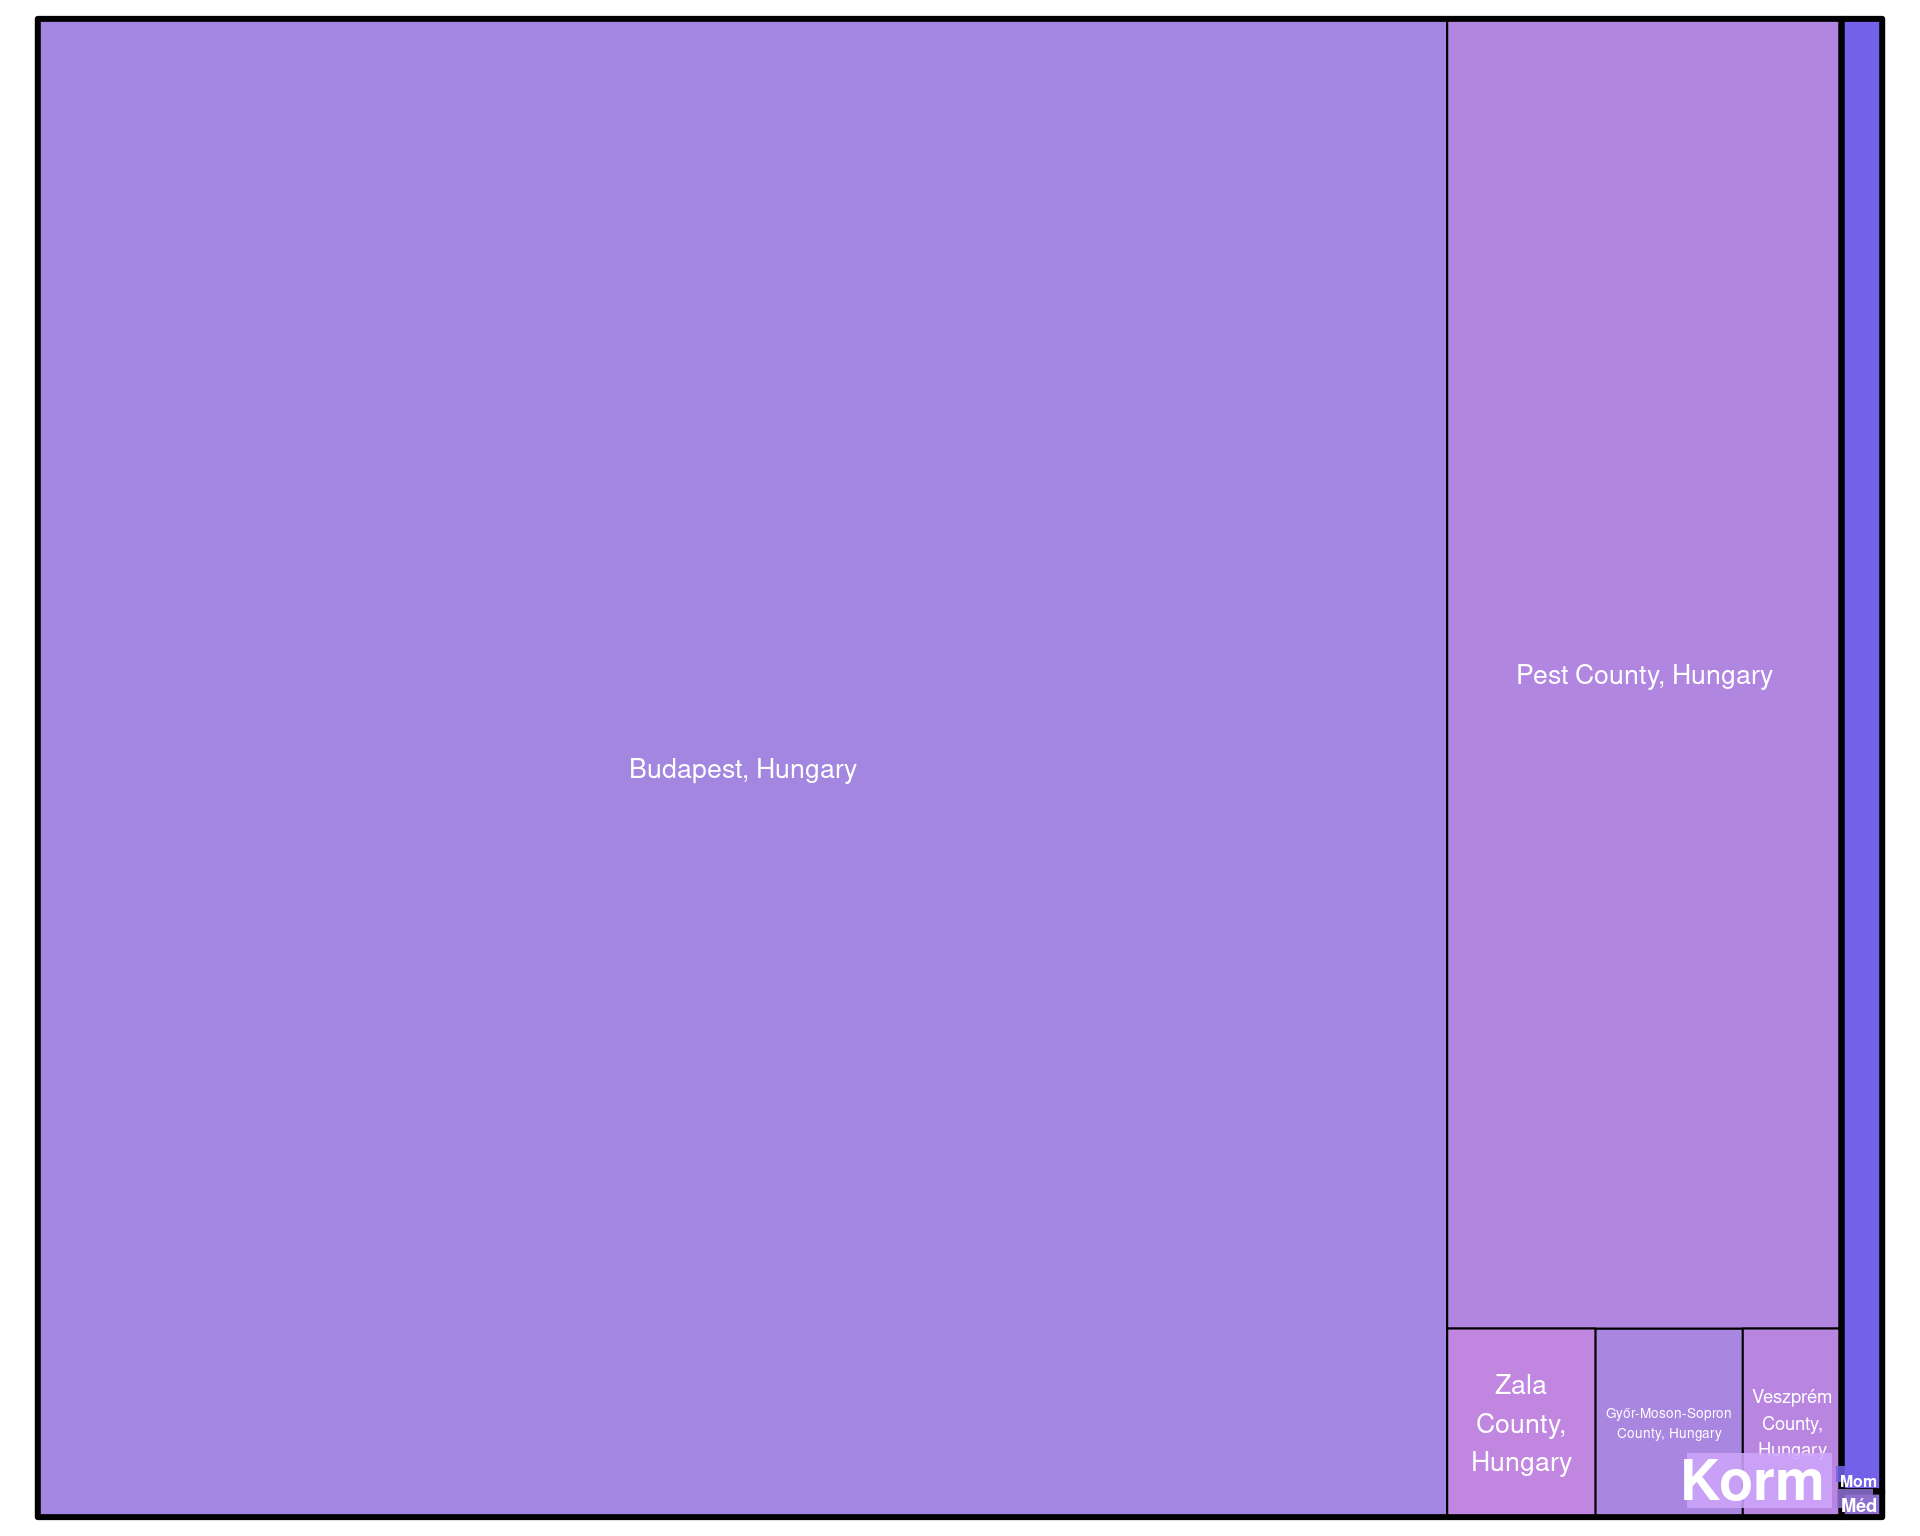 Budapest, Hungary
Pest County, Hungary
Zala
County,
Hungary
Győr-Moson-Sopron
County, Hungary
Veszprém
County,
Hungary
Korm
Mom
Méd